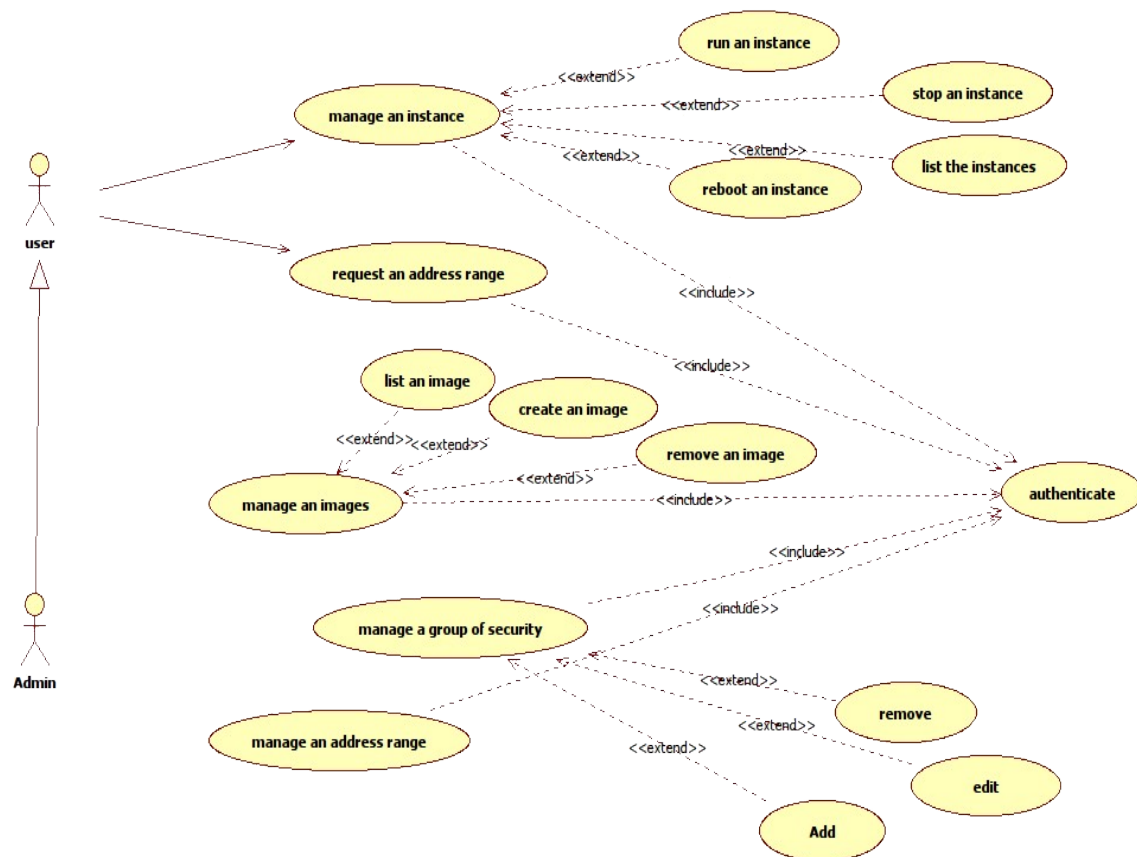 run an instance
<<extend>>
stop an instance
<<extend>>
manage an instance
<<extend>>
list the instances
<<extend>>
reboot an instance
user
request an address range
<<include>>
<<include>>
list an image
create an image
<<extend>>
<<extend>>
remove an image
<<extend>>
manage an images
<<include>>
authenticate
<<include>>
<<include>>
manage a group of security
Admin
<<extend>>
remove
<<extend>>
manage an address range
<<extend>>
edit
Add